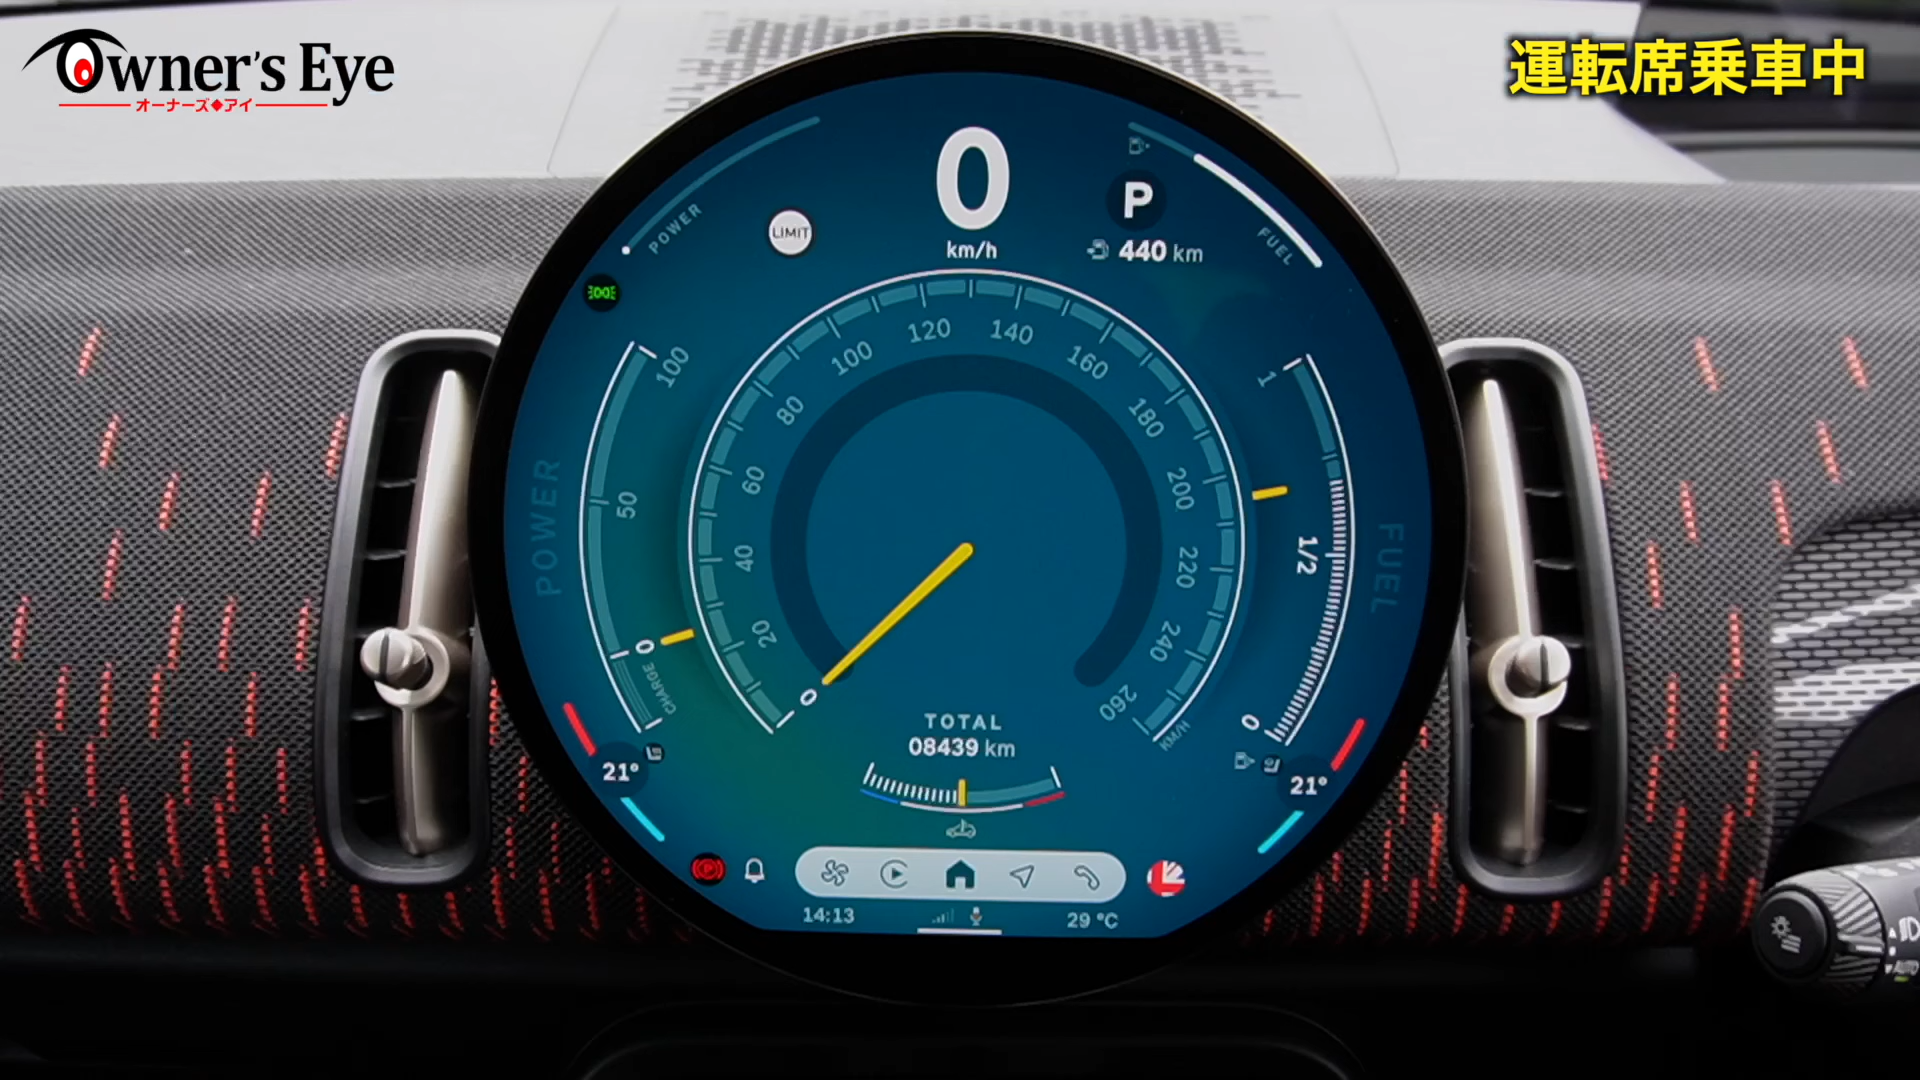 Owner's Eye
オーナーズ◆アイ
運転席乗車中
0
km/h
LIMIT
P
440 km
POWER
FUEL
POWER
100
50
0
CHARGE
0
20
40
60
80
100
120
140
160
180
200
220
240
260
KM/H
1
1/2
0
FUEL
TOTAL
08439 km
21°
21°
14:13
29 °C
AUTO